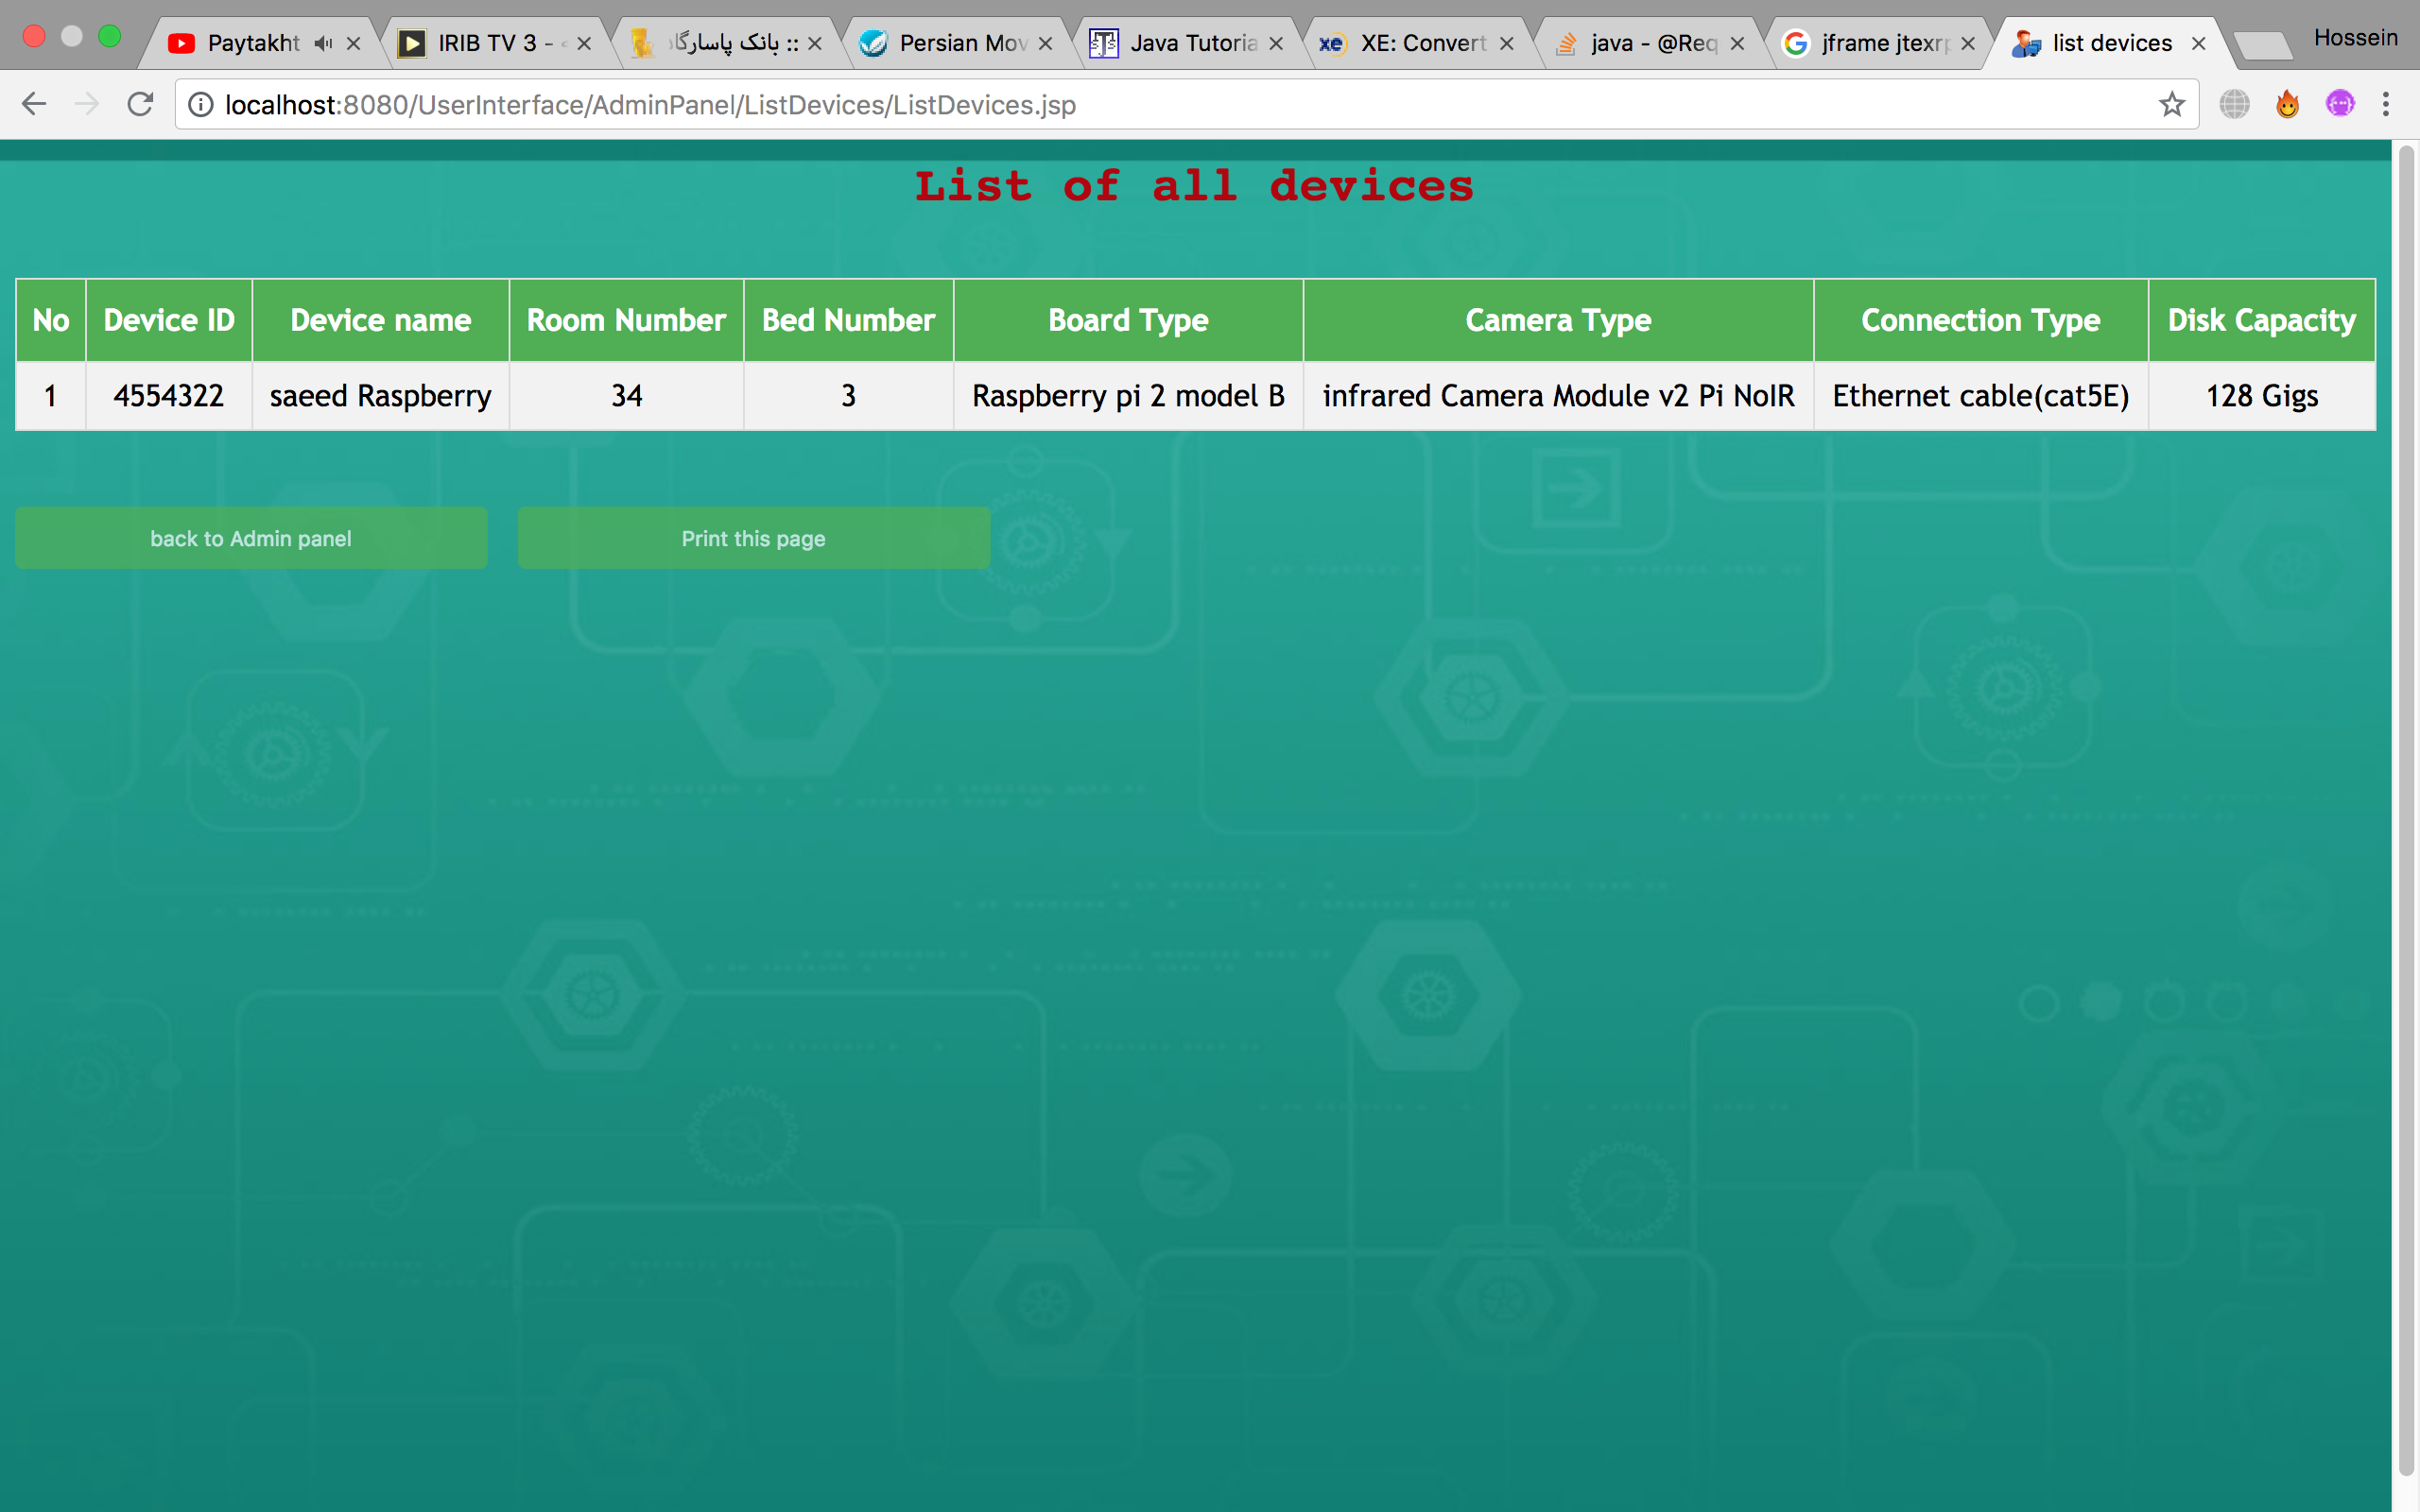 Paytakht
IRIB TV 3 -
:: بانک پاسارگا
Persian Mov
Java Tutoria
XE: Convert
java - @Req
jframe jtexrp
list devices
Hossein
localhost:8080/UserInterface/AdminPanel/ListDevices/ListDevices.jsp
List of all devices
No Device ID Device name Room Number Bed Number Board Type Camera Type Connection Type Disk Capacity
1 4554322 saeed Raspberry 34 3 Raspberry pi 2 model B infrared Camera Module v2 Pi NoIR Ethernet cable(cat5E) 128 Gigs
back to Admin panel Print this page